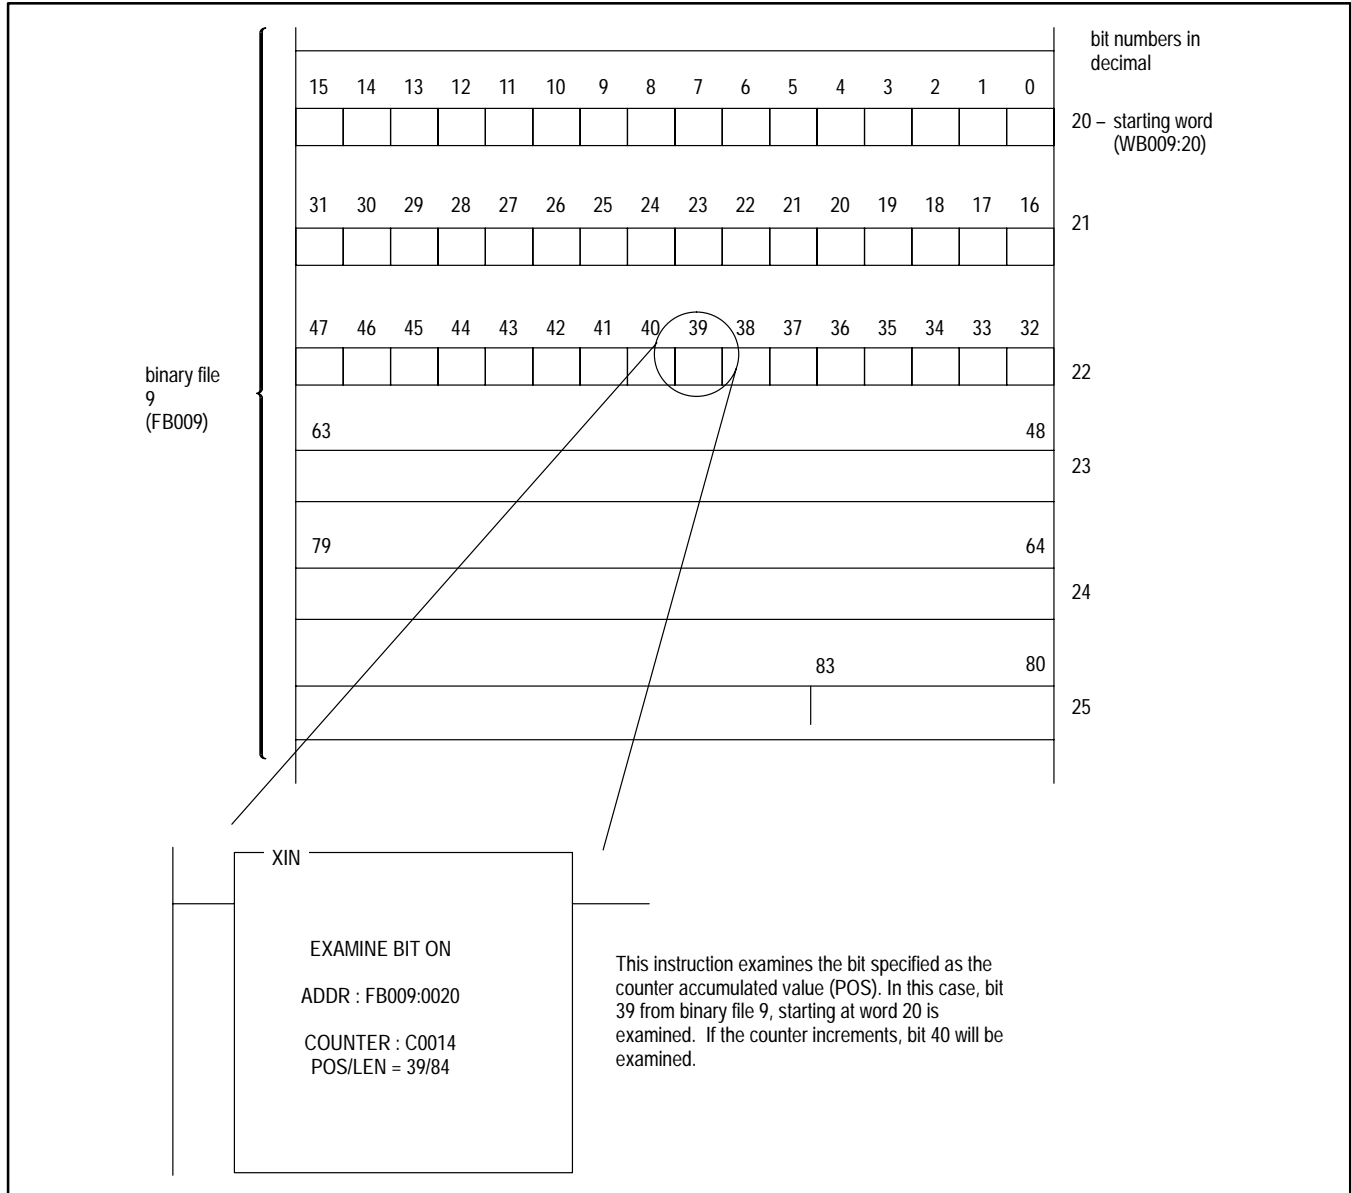 bit numbers in
decimal
15 14 13 12 11 10 9 8 7 6 5 4 3 2 1 0
20 – starting word
(WB009:20)
31 30 29 28 27 26 25 24 23 22 21 20 19 18 17 16
21
47 46 45 44 43 42 41 40 39 38 37 36 35 34 33 32
22
binary file
9
(FB009)
63 48
23
79 64
24
83 80
25
XIN
EXAMINE BIT ON
ADDR : FB009:0020
COUNTER : C0014
POS/LEN = 39/84
This instruction examines the bit specified as the
counter accumulated value (POS). In this case, bit
39 from binary file 9, starting at word 20 is
examined. If the counter increments, bit 40 will be
examined.